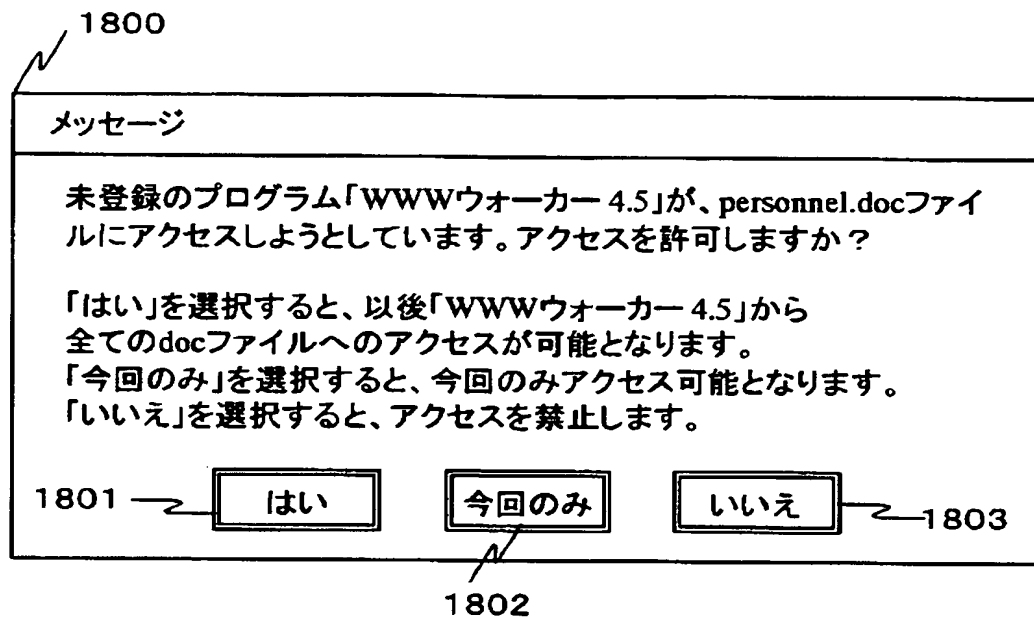 1800
メッセージ
未登録のプログラム「WWWウォーカー 4.5」が、personnel.docファイ
ルにアクセスしようとしています。アクセスを許可しますか？
「はい」を選択すると、以後「WWWウォーカー 4.5」から
全てのdocファイルへのアクセスが可能となります。
「今回のみ」を選択すると、今回のみアクセス可能となります。
「いいえ」を選択すると、アクセスを禁止します。
1801 はい 今回のみ いいえ 1803
1802